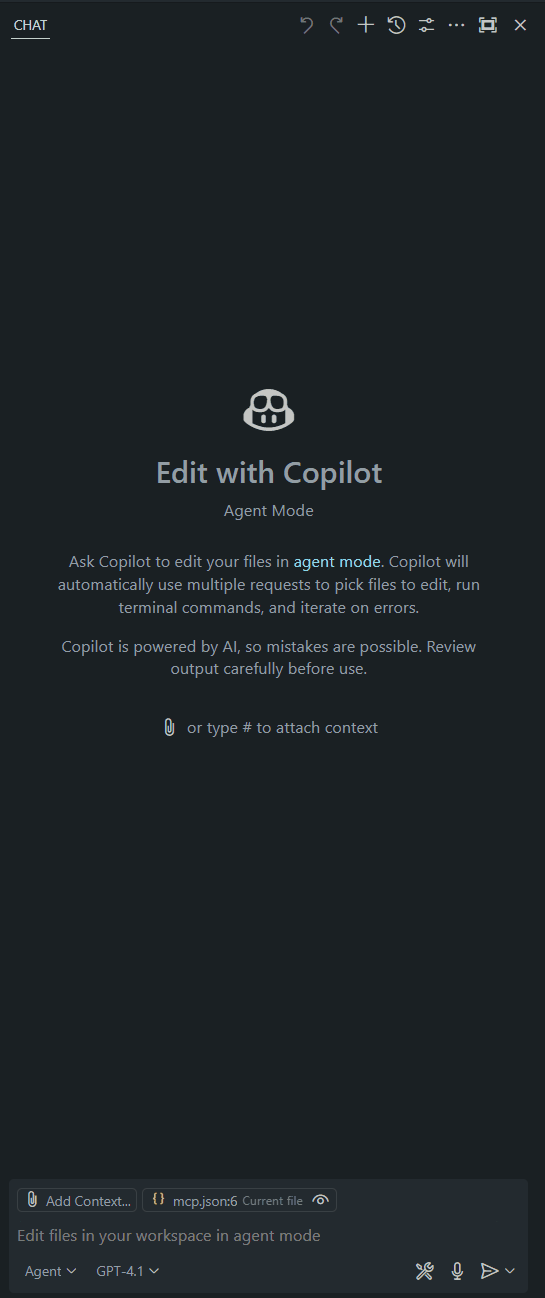 CHAT
Edit with Copilot
Agent Mode
Ask Copilot to edit your files in agent mode. Copilot will
automatically use multiple requests to pick files to edit, run
terminal commands, and iterate on errors.
Copilot is powered by AI, so mistakes are possible. Review
output carefully before use.
or type # to attach context
Add Context... {} mcp.json:6 Current file
Edit files in your workspace in agent mode
Agent GPT-4.1